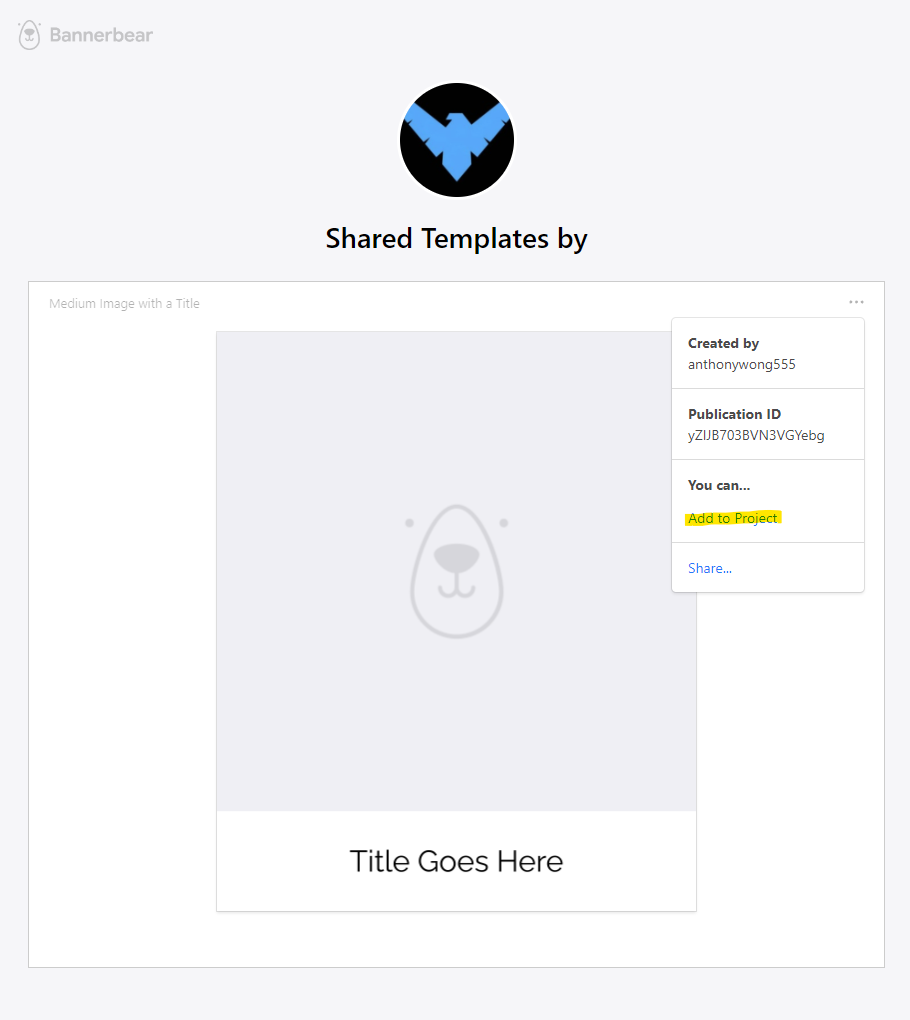 Bannerbear
Shared Templates by
Medium Image with a Title
Created by
anthonywong555
Publication ID
yZIJB703BVN3VGYebg
You can...
Add to Project
Share...
Title Goes Here